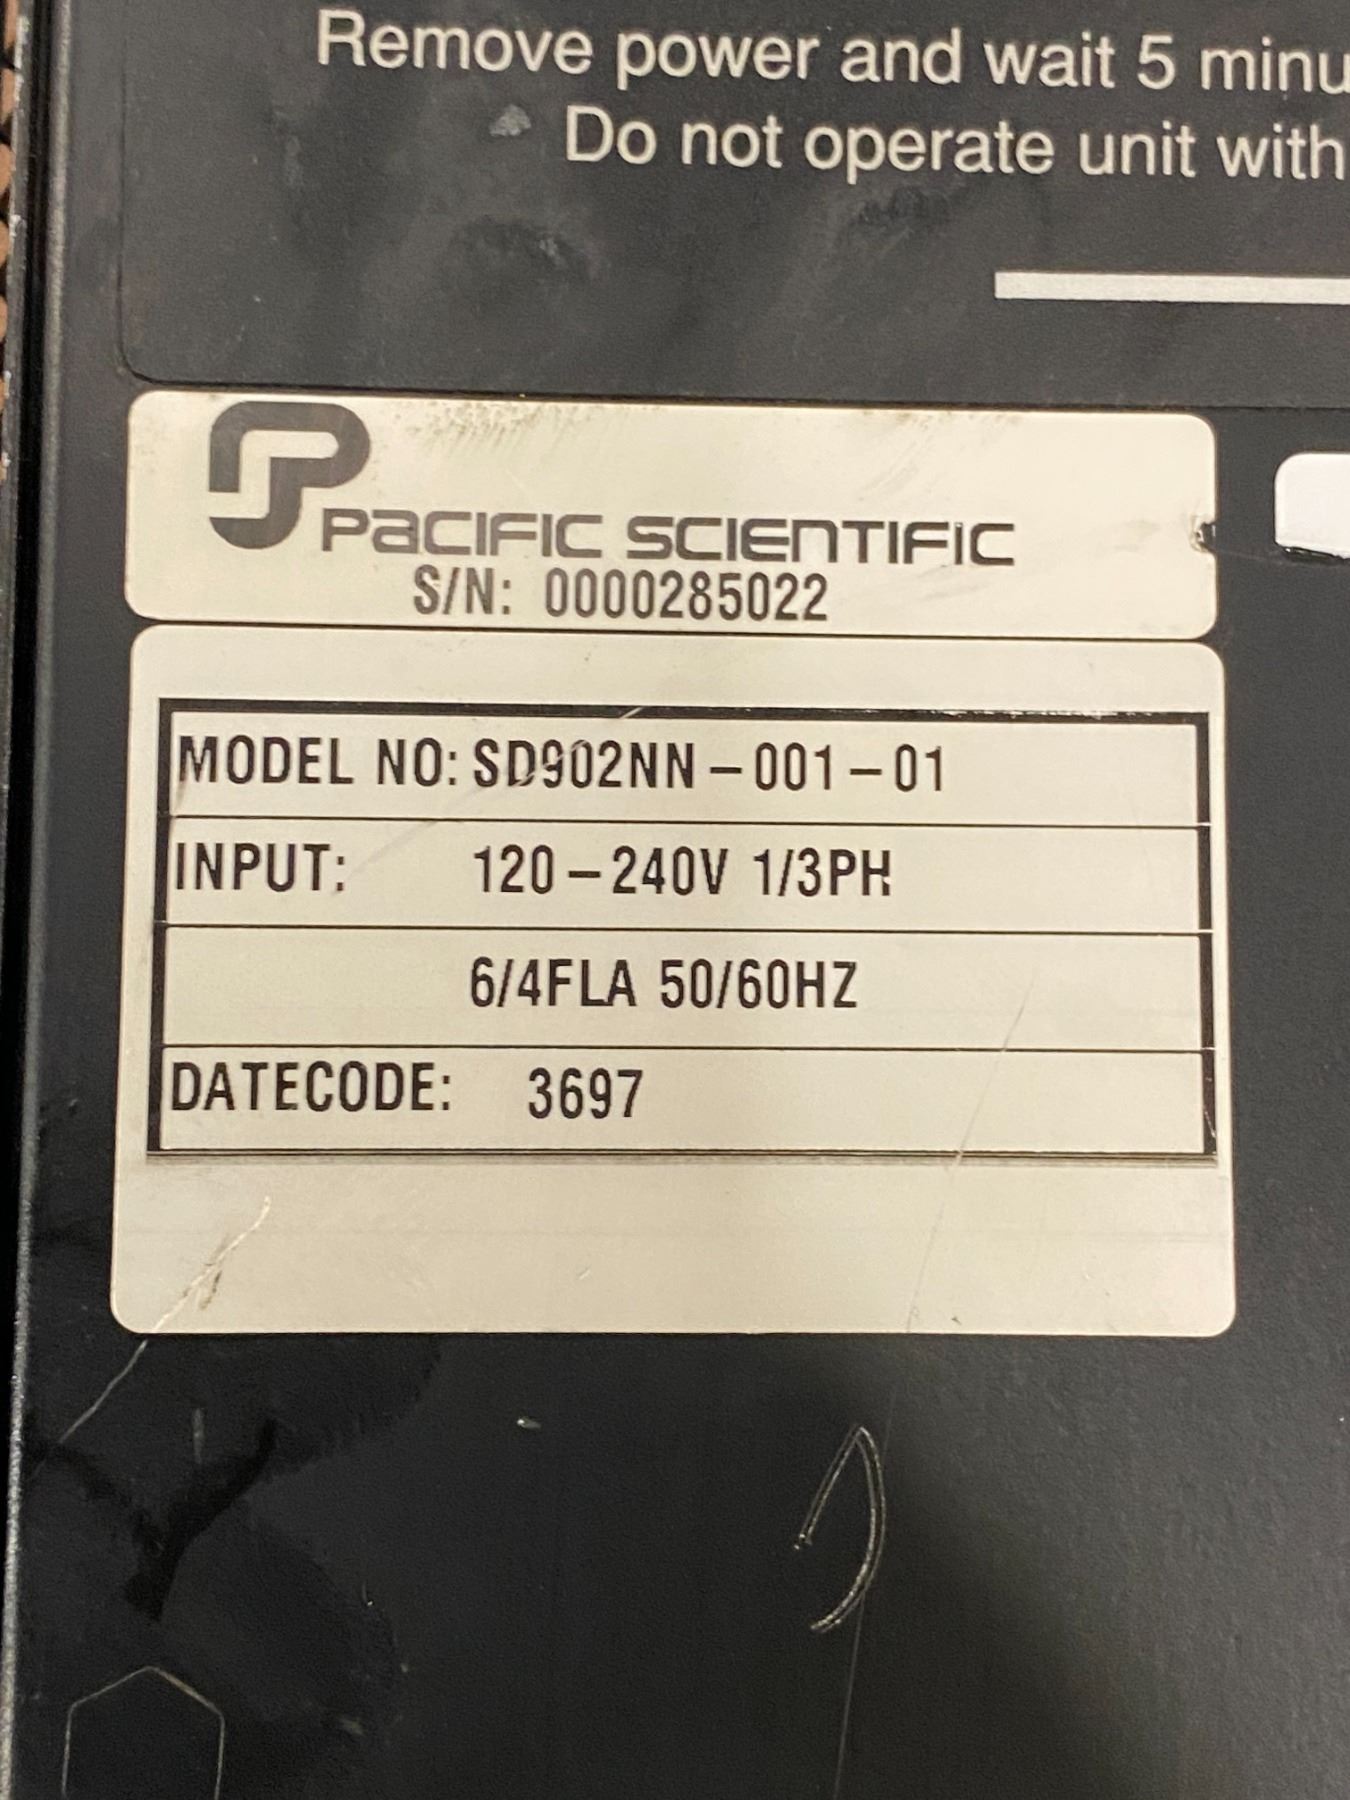 Remove power and wait 5 minu
Do not operate unit with
PACIFIC SCIENTIFIC
S/N: 0000285022
MODEL NO: SD902NN-001-01
INPUT: 120-240V 1/3PH
6/4FLA 50/60HZ
DATECODE: 3697